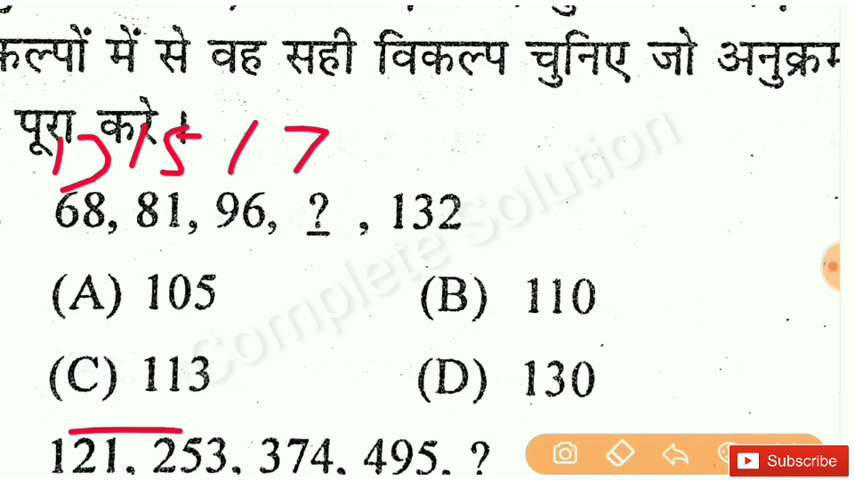 कल्पों में से वह सही विकल्प चुनिए जो अनुक्रम
पूरा करे ।
13 15 17
68, 81, 96, ? , 132
(A) 105 (B) 110
(C) 113 (D) 130
121, 253, 374, 495, ?
Complete Solution
Subscribe